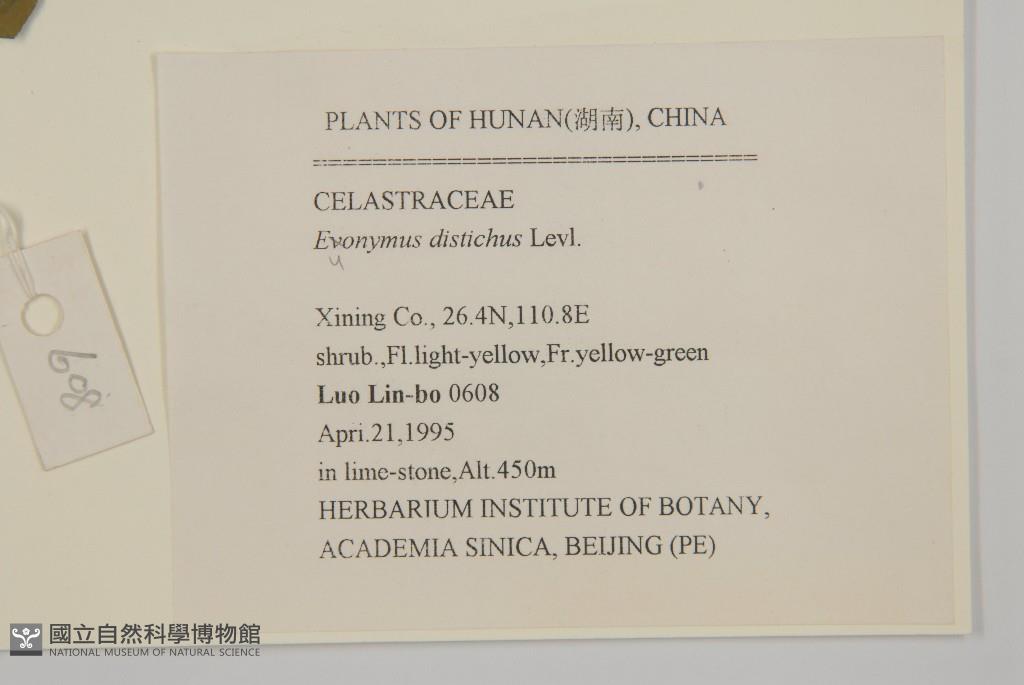 PLANTS OF HUNAN(湖南), CHINA
=================================
CELASTRACEAE
Evonymus distichus Levl.
u
Xining Co., 26.4N,110.8E
shrub.,Fl.light-yellow,Fr.yellow-green
Luo Lin-bo 0608
Apri.21,1995
in lime-stone,Alt.450m
HERBARIUM INSTITUTE OF BOTANY,
ACADEMIA SINICA, BEIJING (PE)
608
國立自然科學博物館
NATIONAL MUSEUM OF NATURAL SCIENCE